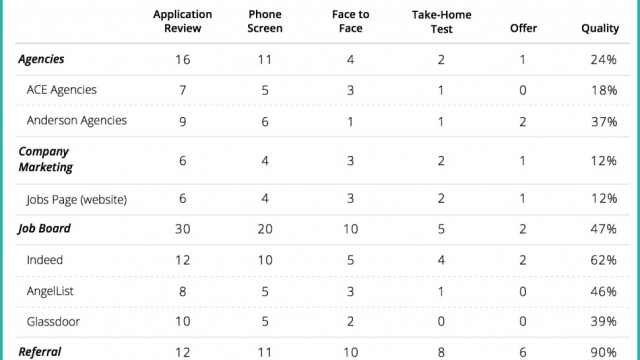 Application Review Phone Screen Face to Face Take-Home Test Offer Quality
Agencies 16 11 4 2 1 24%
ACE Agencies 7 5 3 1 0 18%
Anderson Agencies 9 6 1 1 2 37%
Company Marketing 6 4 3 2 1 12%
Jobs Page (website) 6 4 3 2 1 12%
Job Board 30 20 10 5 2 47%
Indeed 12 10 5 4 2 62%
AngelList 8 5 3 1 0 46%
Glassdoor 10 5 2 0 0 39%
Referral 12 11 10 8 6 90%